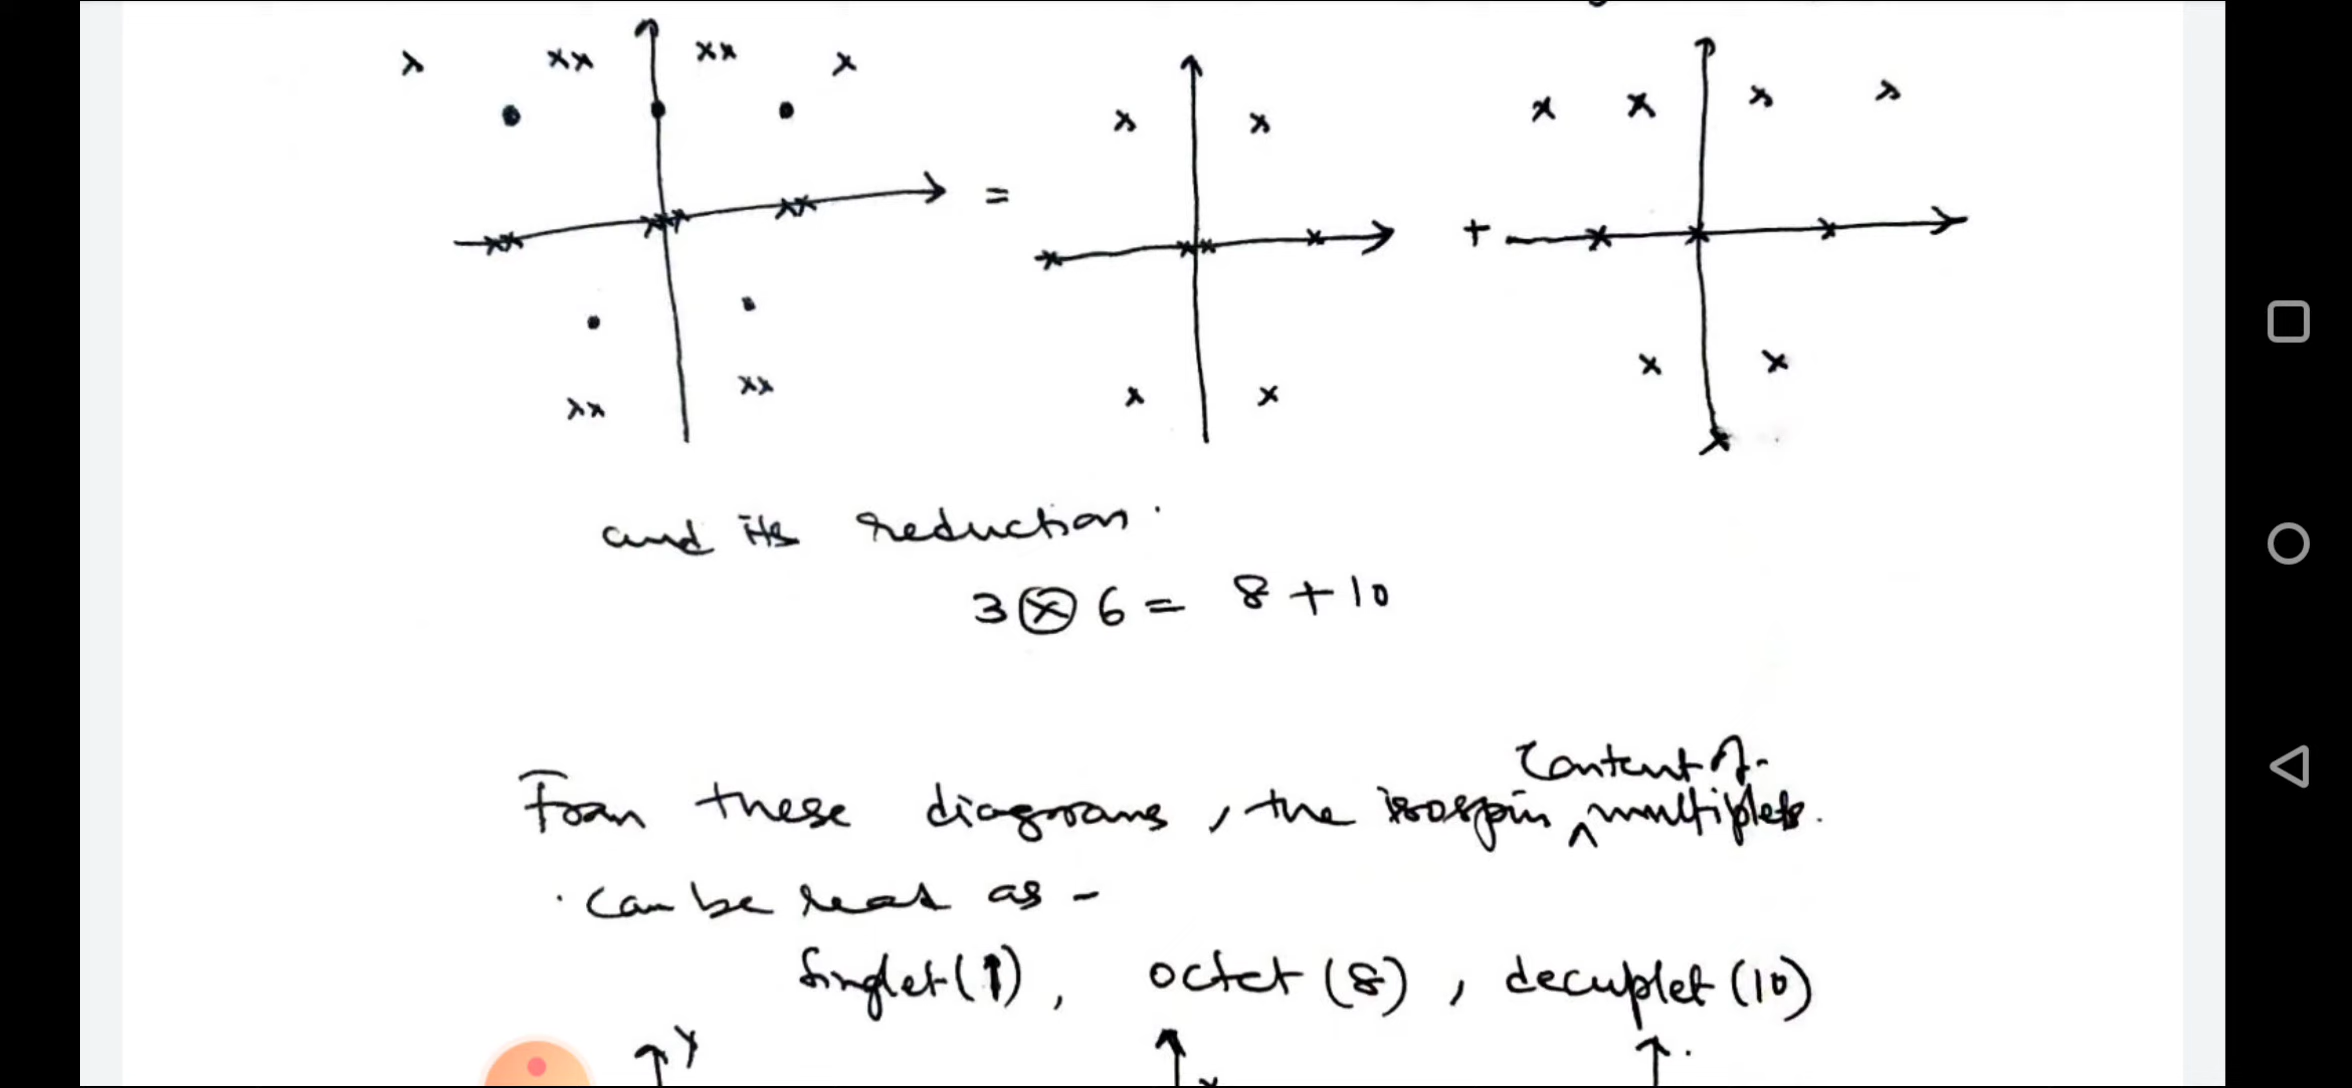 =
+
and its reduction.
3 ⊗ 6 = 8 + 10
From these diagrams, the isospin content of multiplets.
can be read as -
Singlet (1), octet (8), decuplet (10)
Y